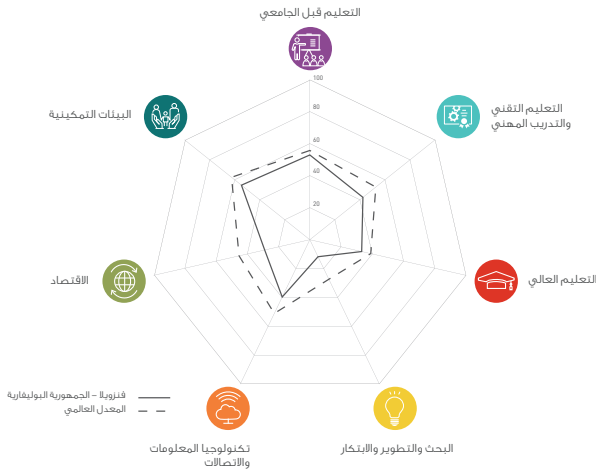 التعليم قبل الجامعي
100
80
60
40
20
التعليم التقني
والتدريب المهني
البيئات التمكينية
التعليم العالي
الاقتصاد
البحث والتطوير والابتكار
تكنولوجيا المعلومات
والاتصالات
فنزويلا – الجمهورية البوليفارية
المعدل العالمي